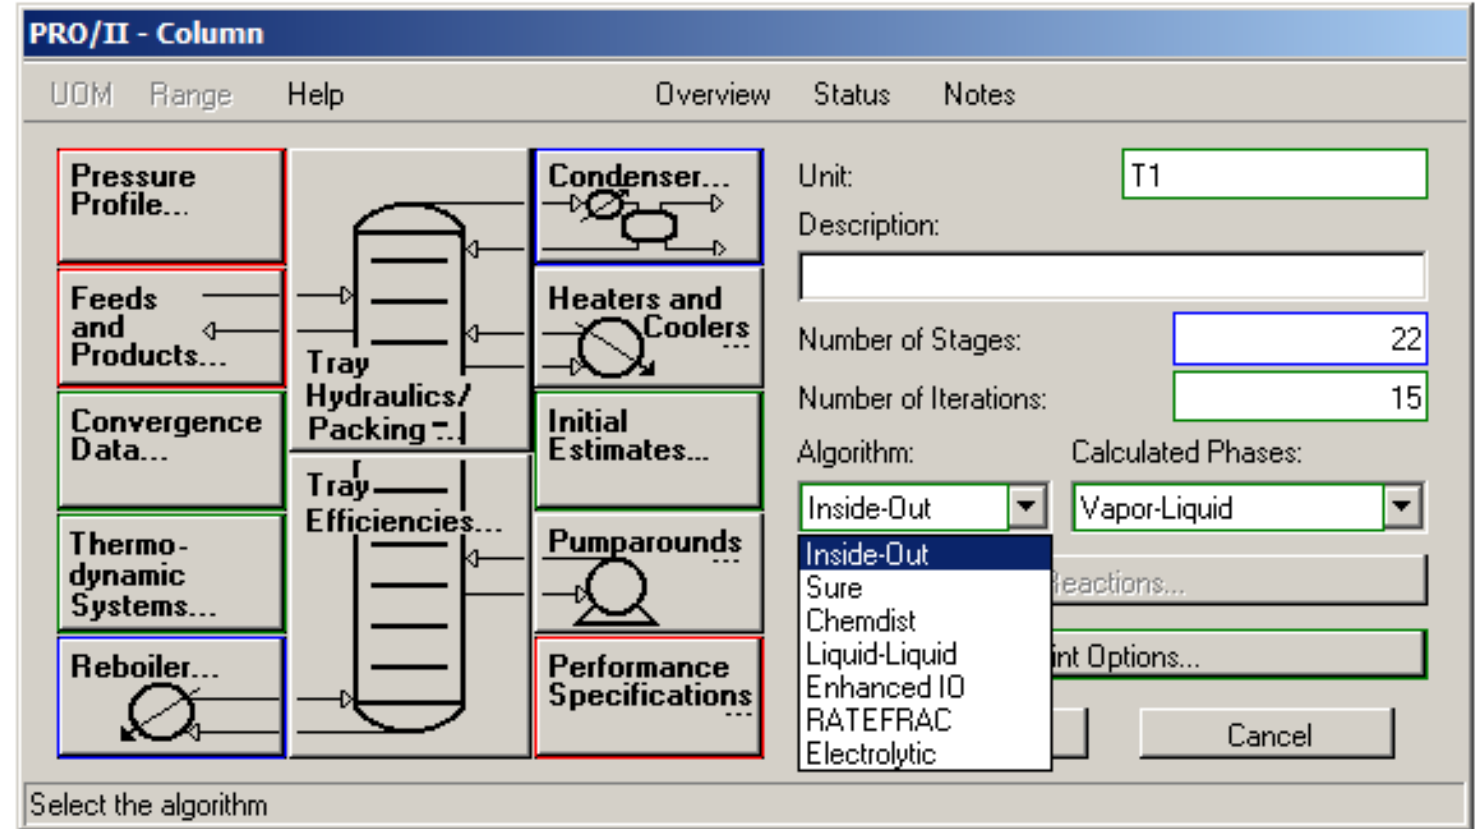 PRO/II - Column
UOM Range Help Overview Status Notes
Pressure
Profile...
Feeds
and
Products...
Convergence
Data...
Thermo-
dynamic
Systems...
Reboiler...
Tray
Hydraulics/
Packing ...
Tray
Efficiencies...
Condenser...
Heaters and
Coolers
...
Initial
Estimates...
Pumparounds
...
Performance
Specifications
...
Unit: T1
Description:
Number of Stages: 22
Number of Iterations: 15
Algorithm: Calculated Phases:
Inside-Out Vapor-Liquid
Inside-Out
Sure
Chemdist
Liquid-Liquid
Enhanced IO
RATEFRAC
Electrolytic
Reactions...
int Options...
Cancel
Select the algorithm